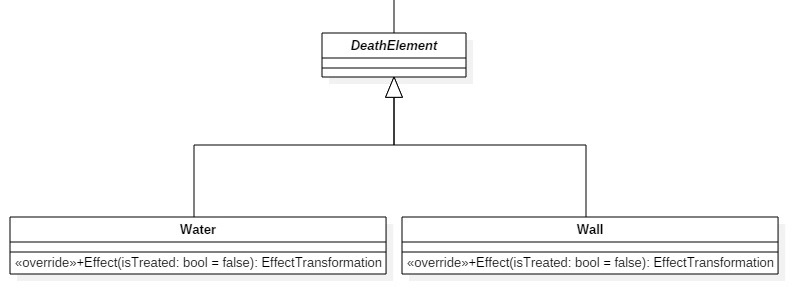 DeathElement
Water
Wall
«override»+Effect(isTreated: bool = false): EffectTransformation
«override»+Effect(isTreated: bool = false): EffectTransformation